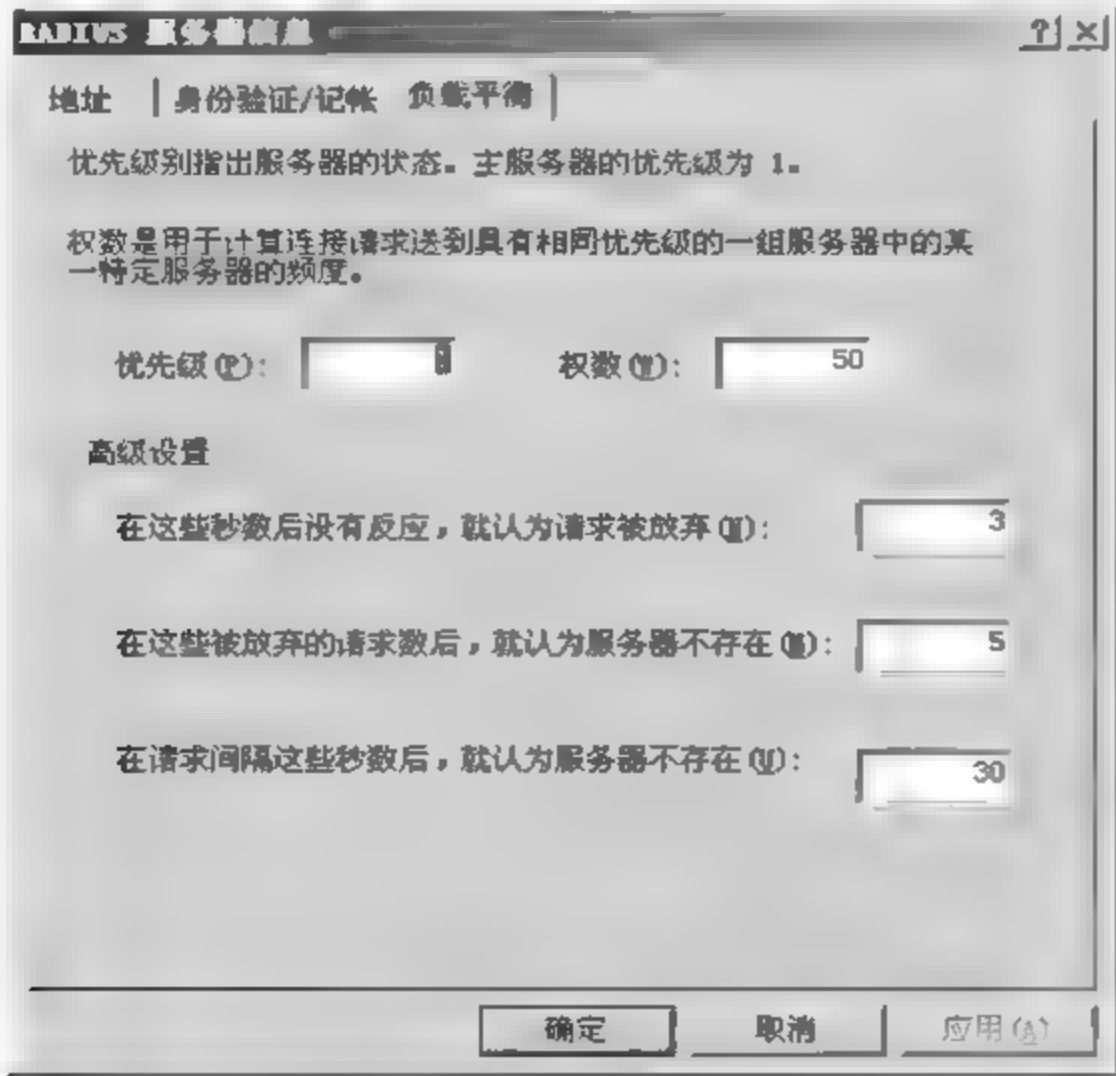 RADIUS 服务器信息
地址 身份验证/记帐 负载平衡
优先级别指出服务器的状态。主服务器的优先级为 1。
权数是用于计算连接请求送到具有相同优先级的一组服务器中的某
一特定服务器的频度。
优先级(P): 权数(W): 50
高级设置
在这些秒数后没有反应，就认为请求被放弃(N): 3
在这些被放弃的请求数后，就认为服务器不存在(M): 5
在请求间隔这些秒数后，就认为服务器不存在(U): 30
确定 取消 应用(A)